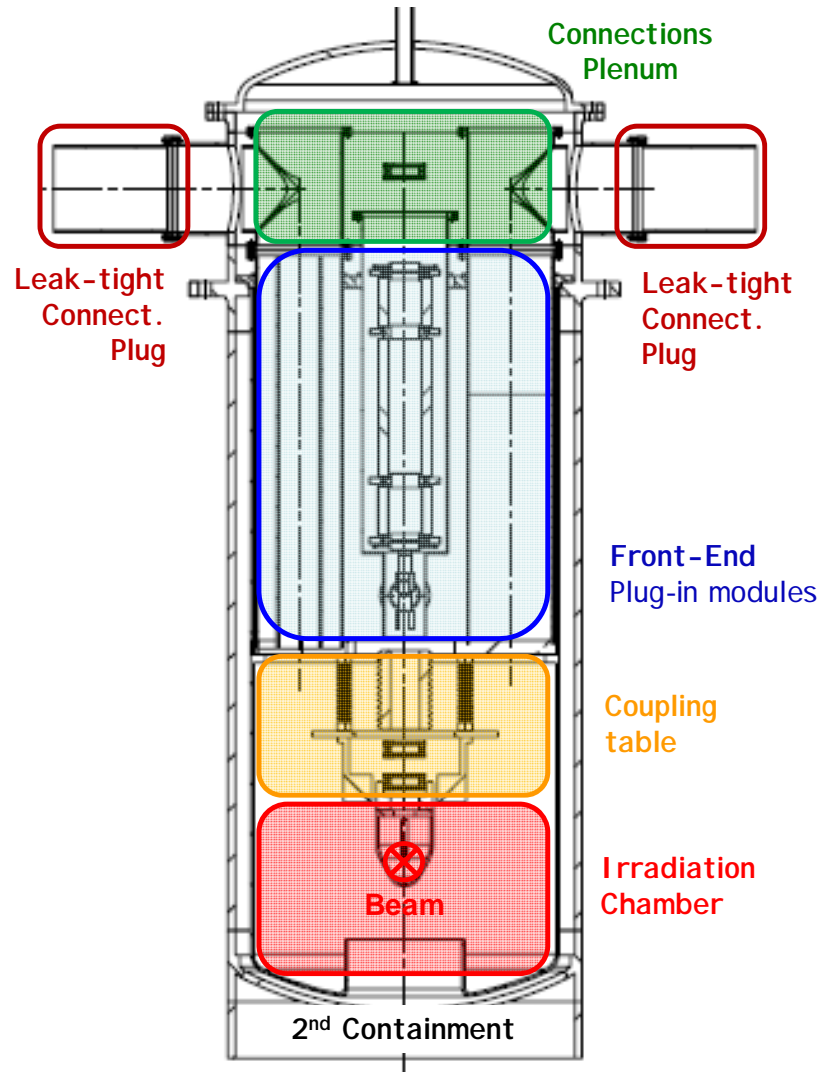 Connections
Plenum
Leak-tight
Connect.
Plug
Leak-tight
Connect.
Plug
Front-End
Plug-in modules
Coupling
table
Irradiation
Chamber
Beam
2nd Containment